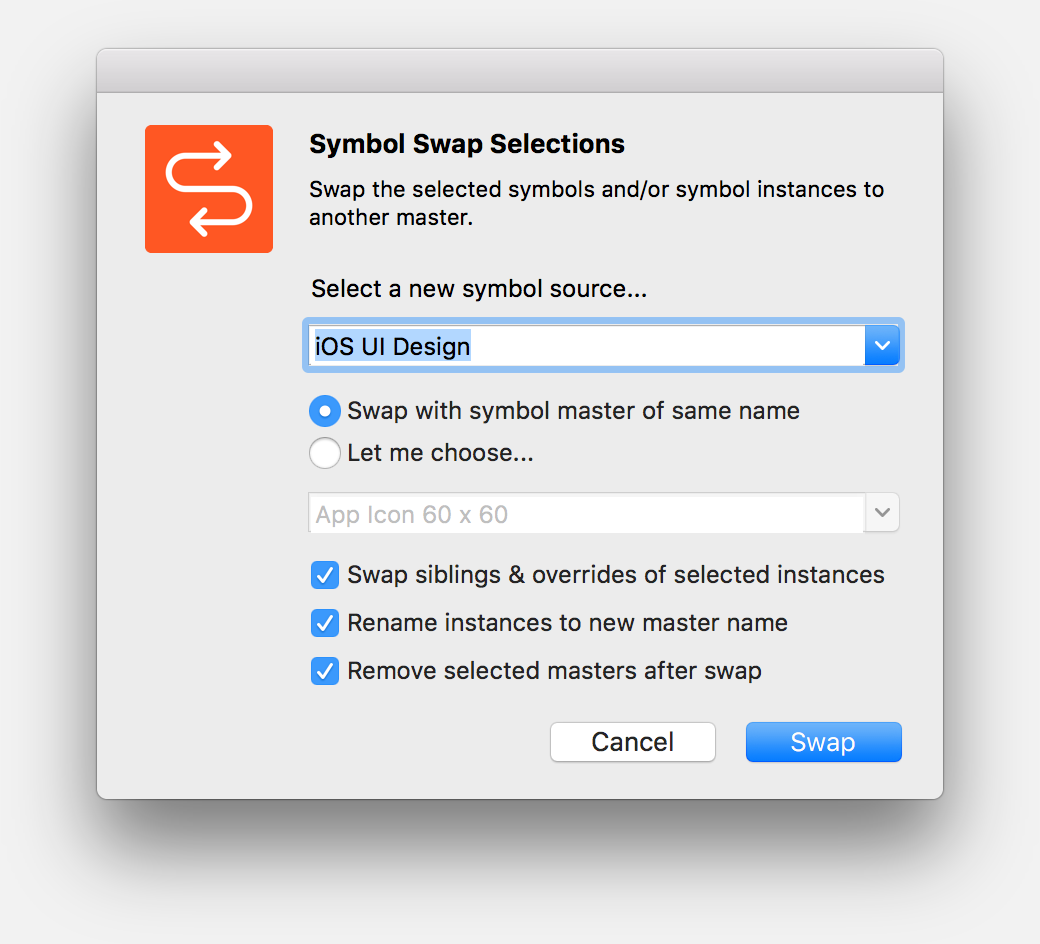 Symbol Swap Selections
Swap the selected symbols and/or symbol instances to
another master.
Select a new symbol source...
iOS UI Design
Swap with symbol master of same name
Let me choose...
App Icon 60 x 60
Swap siblings & overrides of selected instances
Rename instances to new master name
Remove selected masters after swap
Cancel
Swap